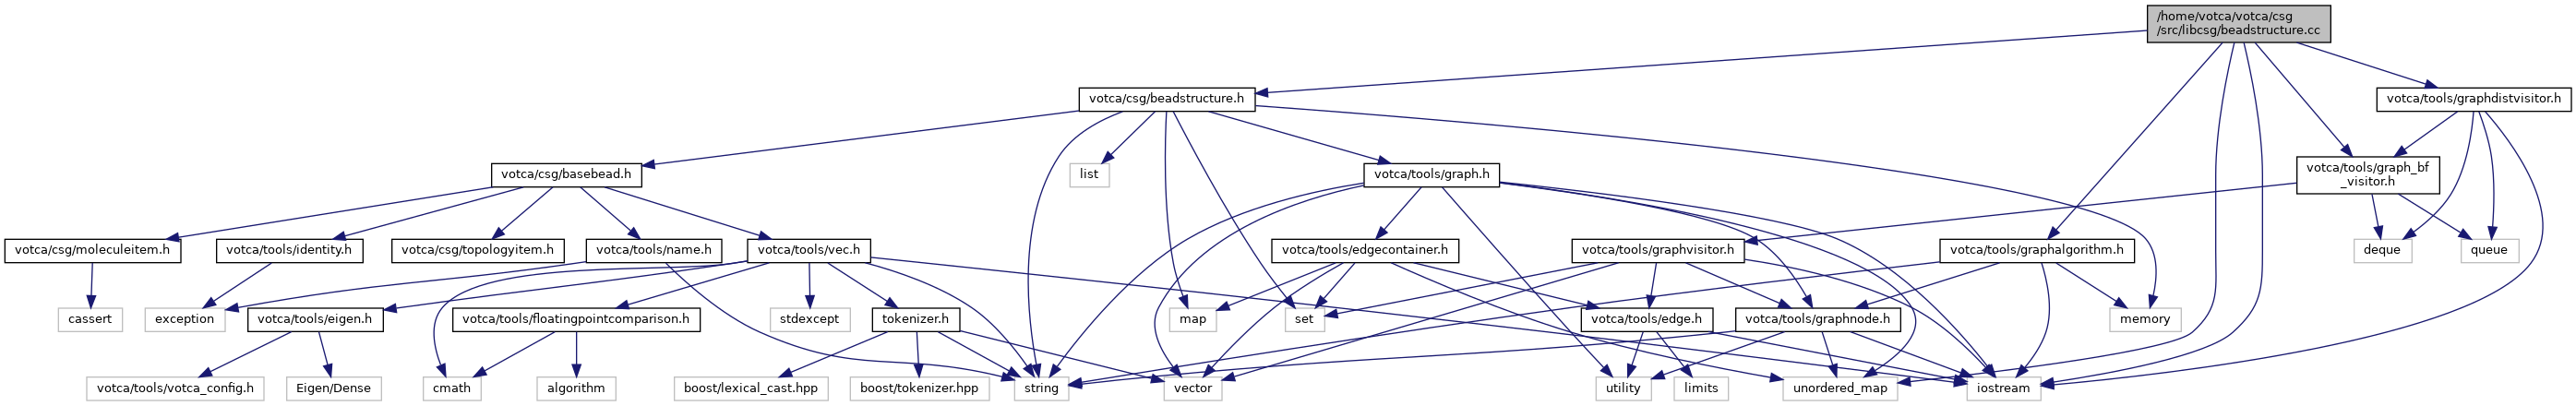 /home/votca/votca/csg
/src/libcsg/beadstructure.cc
votca/csg/beadstructure.h
votca/tools/graphdistvisitor.h
votca/csg/basebead.h
list
votca/tools/graph.h
votca/tools/graph_bf
_visitor.h
votca/csg/moleculeitem.h
votca/tools/identity.h
votca/csg/topologyitem.h
votca/tools/name.h
votca/tools/vec.h
votca/tools/edgecontainer.h
votca/tools/graphvisitor.h
votca/tools/graphalgorithm.h
deque
queue
cassert
exception
votca/tools/eigen.h
votca/tools/floatingpointcomparison.h
stdexcept
tokenizer.h
map
set
votca/tools/edge.h
votca/tools/graphnode.h
memory
votca/tools/votca_config.h
Eigen/Dense
cmath
algorithm
boost/lexical_cast.hpp
boost/tokenizer.hpp
string
vector
utility
limits
unordered_map
iostream